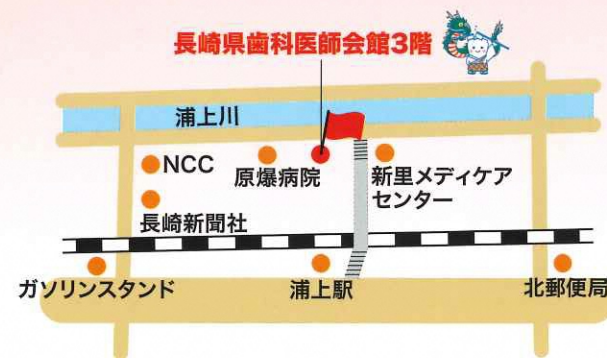 長崎県歯科医師会館3階
浦上川
NCC
原爆病院
新里メディケア
センター
長崎新聞社
ガソリンスタンド
浦上駅
北郵便局